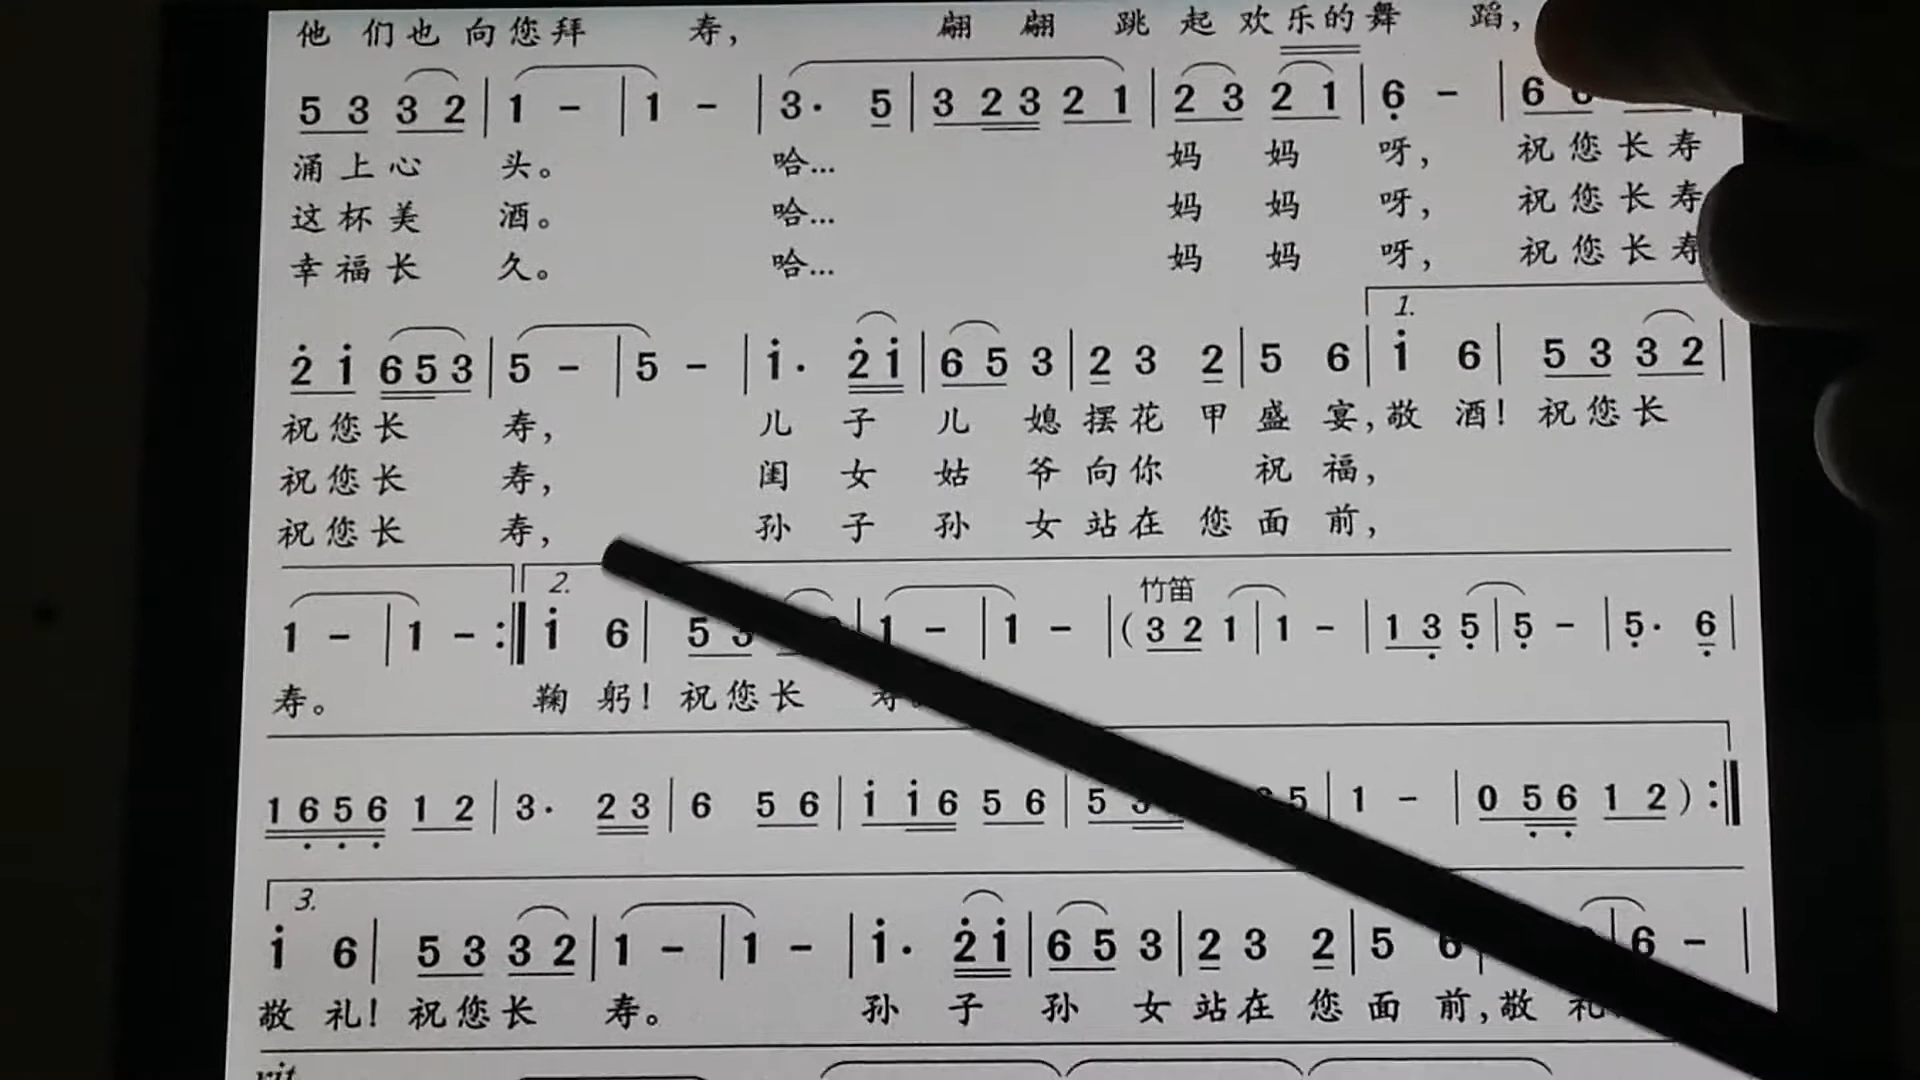 他们也向您拜 寿， 翩 翩 跳 起 欢乐的舞 蹈，
5 3 3 2 | 1 - | 1 - | 3· 5 | 3 2 3 2 1 | 2 3 2 1 | 6 - | 6
涌上心 头。 哈… 妈 妈 呀， 祝您长寿
这杯美 酒。 哈… 妈 妈 呀， 祝您长寿
幸福长 久。 哈… 妈 妈 呀， 祝您长寿
1.
2 1 6 5 3 | 5 - | 5 - | 1· 2 1 | 6 5 3 | 2 3 2 | 5 6 | 1 6 | 5 3 3 2 |
祝您长 寿， 儿 子 儿 媳 摆花 甲 盛 宴，敬 酒！祝您长
祝您长 寿， 闺 女 姑 爷 向你 祝 福，
祝您长 寿， 孙 子 孙 女 站在 您 面 前，
2. 竹笛
1 - | 1 - :‖ 1 6 | 5 3 | 1 - | 1 - | ( 3 2 1 | 1 - | 1 3 5 | 5 - | 5· 6 |
寿。 鞠 躬！祝您长 寿。
1 6 5 6 1 2 | 3· 2 3 | 6 5 6 | 1 1 6 5 6 | 5 3 5 | 1 - | 0 5 6 1 2 ) :‖
3.
1 6 | 5 3 3 2 | 1 - | 1 - | 1· 2 1 | 6 5 3 | 2 3 2 | 5 6 | 6 - |
敬 礼！祝您长 寿。 孙 子 孙 女 站在 您 面 前，敬 礼
rit